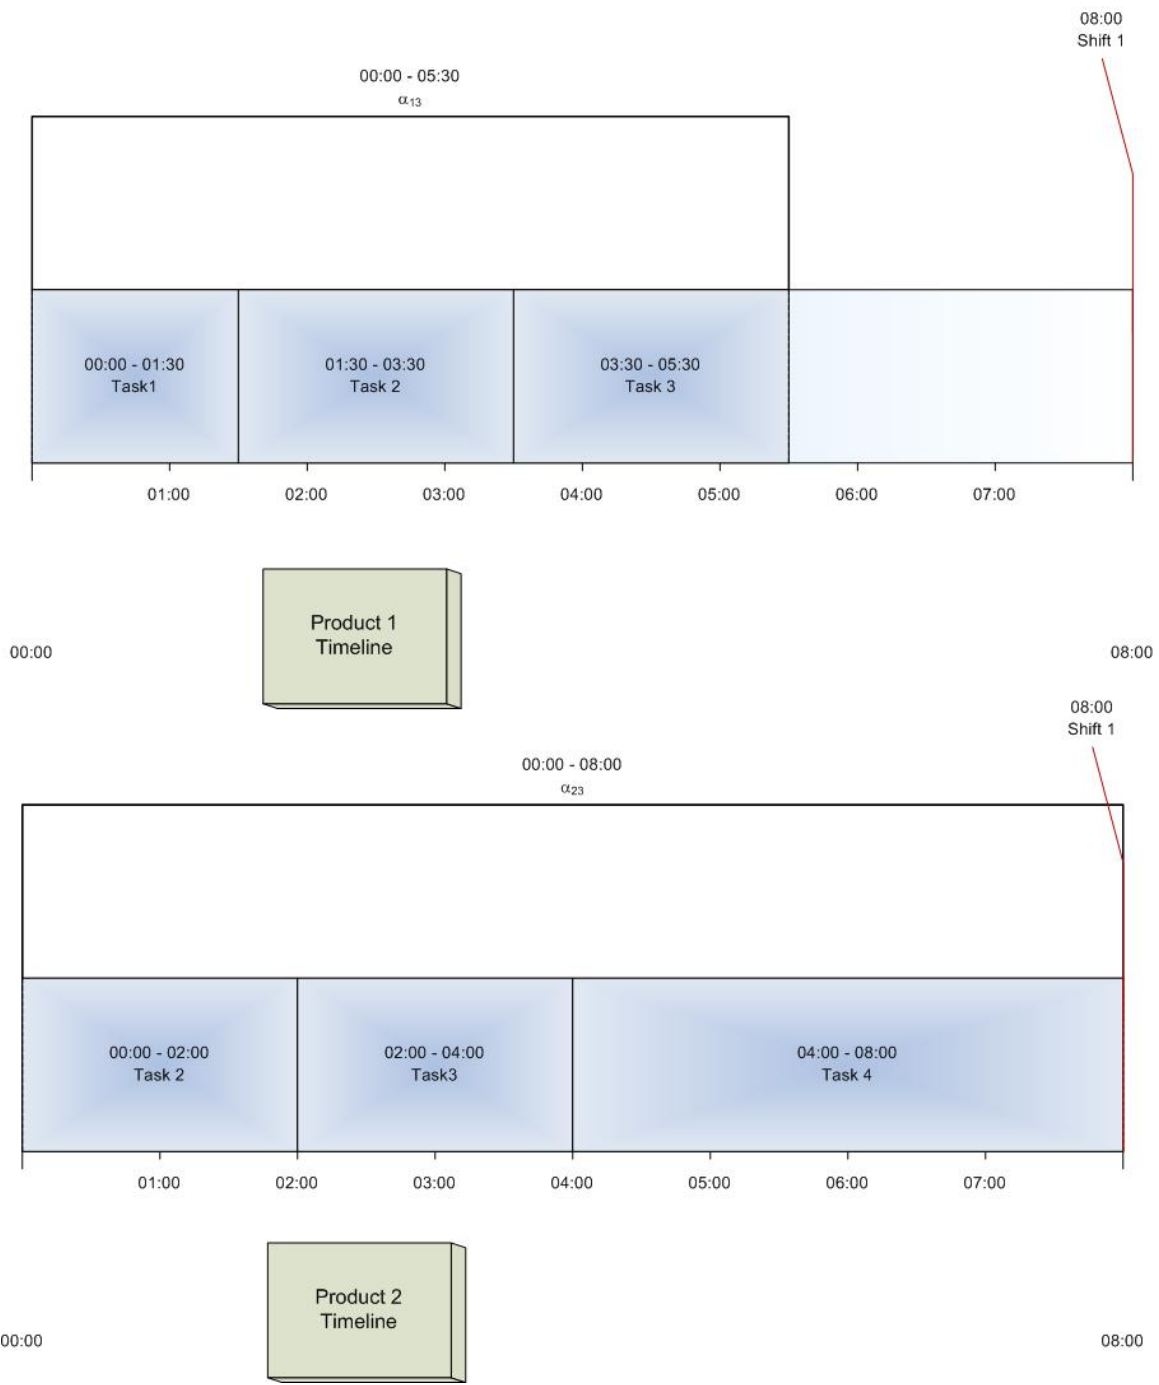 08:00
Shift 1
00:00 - 05:30
α13
00:00 - 01:30
Task1
01:30 - 03:30
Task 2
03:30 - 05:30
Task 3
01:00
02:00
03:00
04:00
05:00
06:00
07:00
Product 1
Timeline
00:00
08:00
08:00
Shift 1
00:00 - 08:00
α23
00:00 - 02:00
Task 2
02:00 - 04:00
Task3
04:00 - 08:00
Task 4
01:00
02:00
03:00
04:00
05:00
06:00
07:00
Product 2
Timeline
00:00
08:00